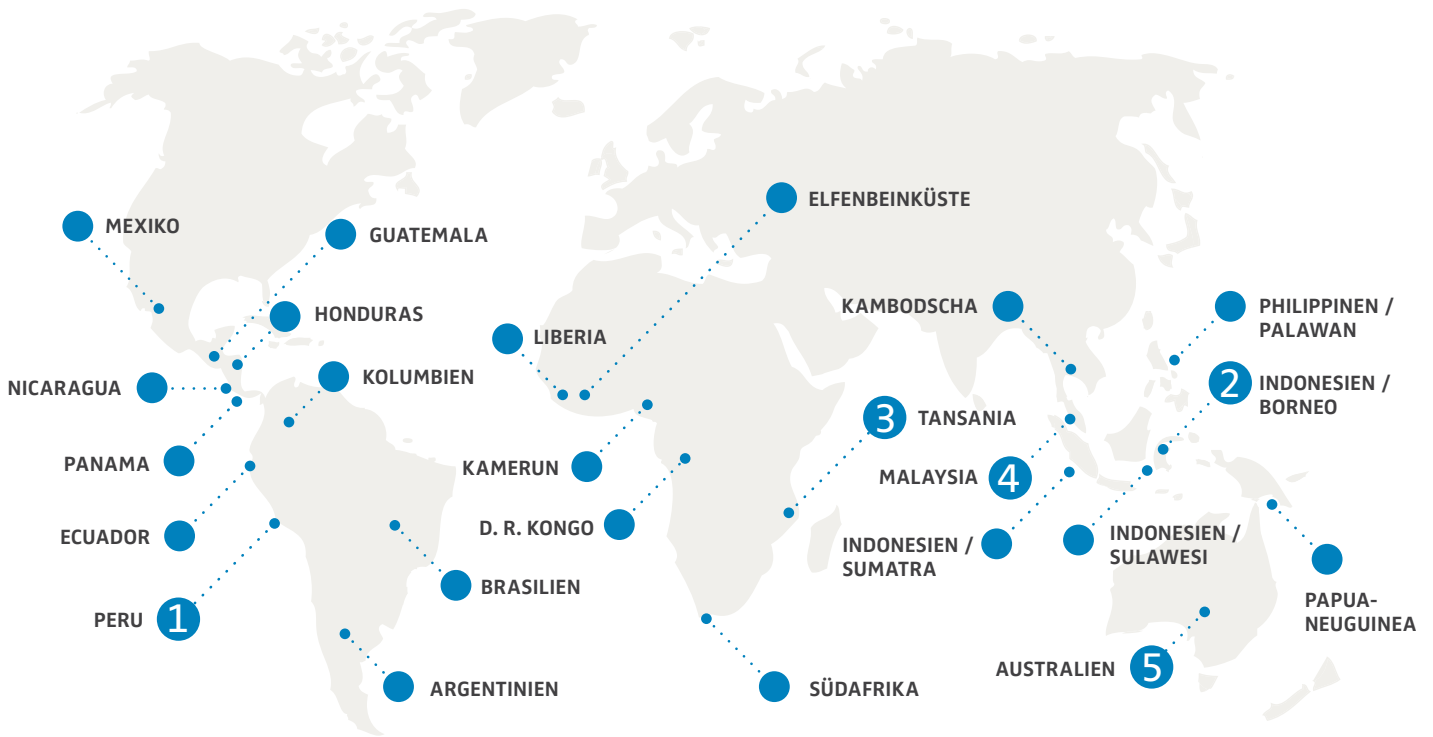 ELFENBEINKÜSTE
MEXIKO
GUATEMALA
HONDURAS
KAMBODSCHA
PHILIPPINEN /
PALAWAN
LIBERIA
NICARAGUA
KOLUMBIEN
2 INDONESIEN /
BORNEO
3 TANSANIA
PANAMA
KAMERUN
MALAYSIA 4
ECUADOR
D. R. KONGO
INDONESIEN /
SUMATRA
INDONESIEN /
SULAWESI
BRASILIEN
PAPUA-
NEUGUINEA
PERU 1
AUSTRALIEN 5
ARGENTINIEN
SÜDAFRIKA